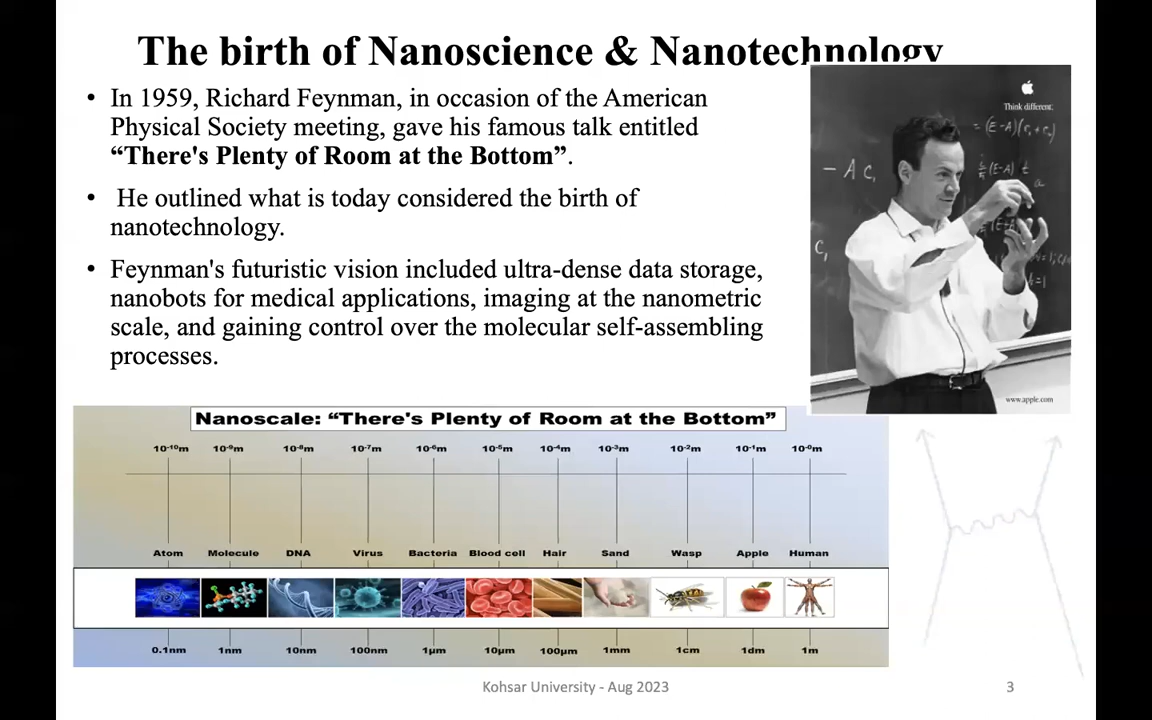 The birth of Nanoscience & Nanotechnology
• In 1959, Richard Feynman, in occasion of the American
Physical Society meeting, gave his famous talk entitled
“There's Plenty of Room at the Bottom”.
• He outlined what is today considered the birth of
nanotechnology.
• Feynman's futuristic vision included ultra-dense data storage,
nanobots for medical applications, imaging at the nanometric
scale, and gaining control over the molecular self-assembling
processes.
Think different.
= (E-A)(c₁+c₂)
- A C₁
(E-A)
C₁
www.apple.com
Nanoscale: “There's Plenty of Room at the Bottom”
10⁻¹⁰m 10⁻⁹m 10⁻⁸m 10⁻⁷m 10⁻⁶m 10⁻⁵m 10⁻⁴m 10⁻³m 10⁻²m 10⁻¹m 10⁻⁰m
Atom Molecule DNA Virus Bacteria Blood cell Hair Sand Wasp Apple Human
0.1nm 1nm 10nm 100nm 1µm 10µm 100µm 1mm 1cm 1dm 1m
Kohsar University - Aug 2023 3